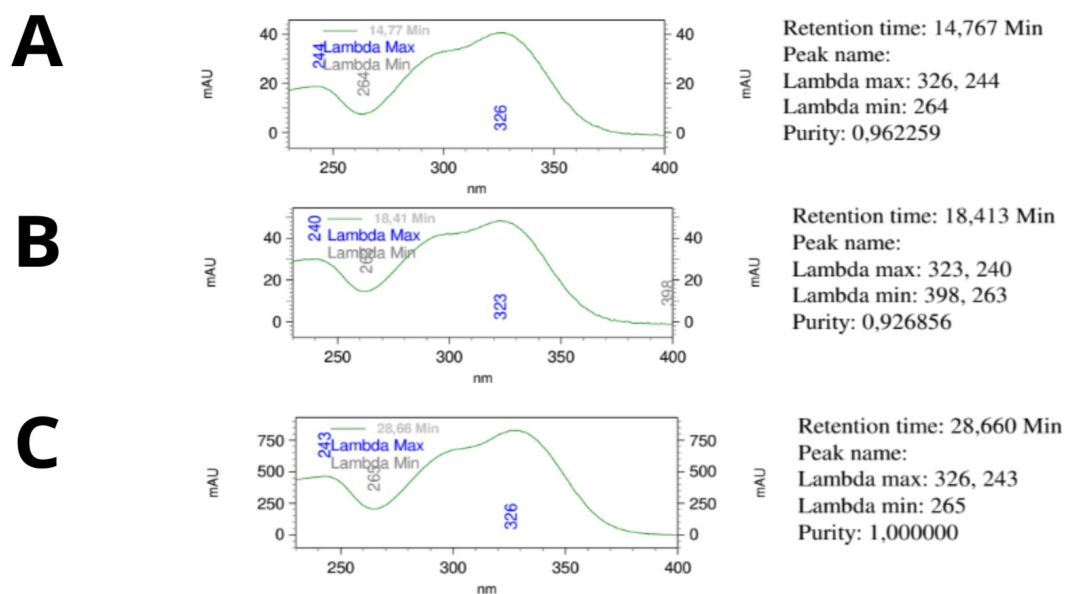 A
40
20
0
mAU
14,77 Min
Lambda Max
Lambda Min
244
264
326
40
20
0
mAU
250
300
350
400
nm
Retention time: 14,767 Min
Peak name:
Lambda max: 326, 244
Lambda min: 264
Purity: 0,962259
B
40
20
0
mAU
18,41 Min
Lambda Max
Lambda Min
240
263
323
398
40
20
0
mAU
250
300
350
400
nm
Retention time: 18,413 Min
Peak name:
Lambda max: 323, 240
Lambda min: 398, 263
Purity: 0,926856
C
750
500
250
0
mAU
28,66 Min
Lambda Max
Lambda Min
243
265
326
750
500
250
0
mAU
250
300
350
400
nm
Retention time: 28,660 Min
Peak name:
Lambda max: 326, 243
Lambda min: 265
Purity: 1,000000